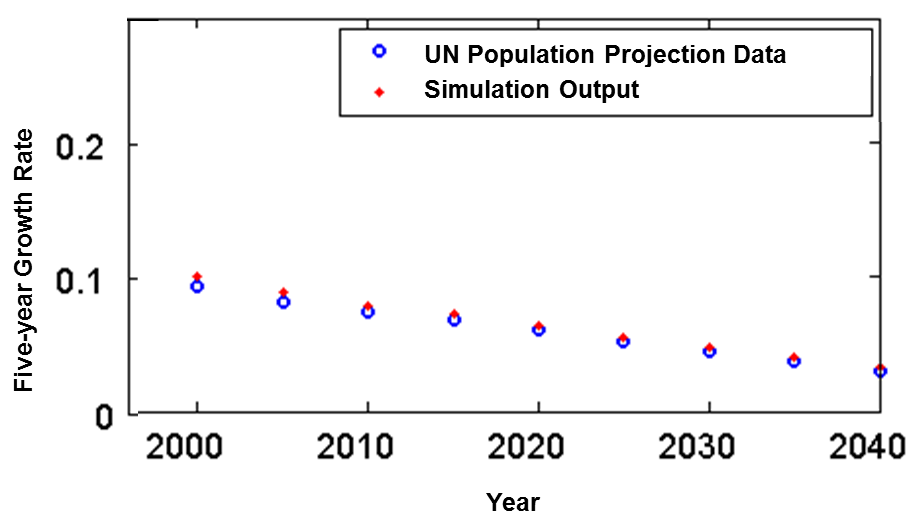 UN Population Projection Data
Simulation Output
Five-year Growth Rate
0.2
0.1
0
2000 2010 2020 2030 2040
Year